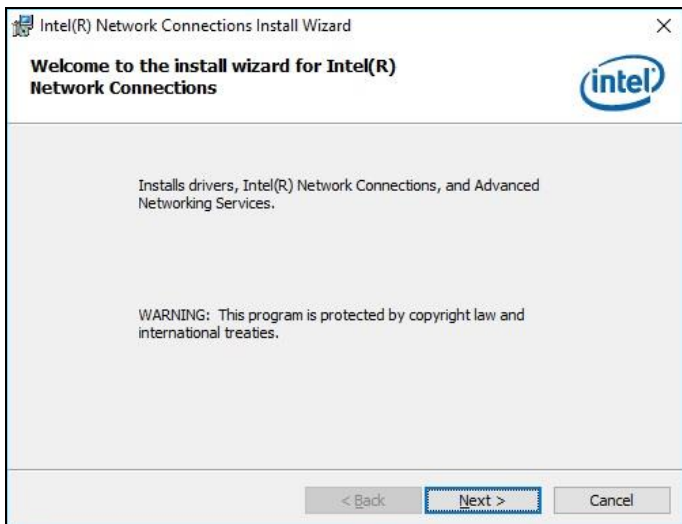 Intel(R) Network Connections Install Wizard
Welcome to the install wizard for Intel(R)
Network Connections
intel
Installs drivers, Intel(R) Network Connections, and Advanced
Networking Services.
WARNING: This program is protected by copyright law and
international treaties.
< Back
Next >
Cancel